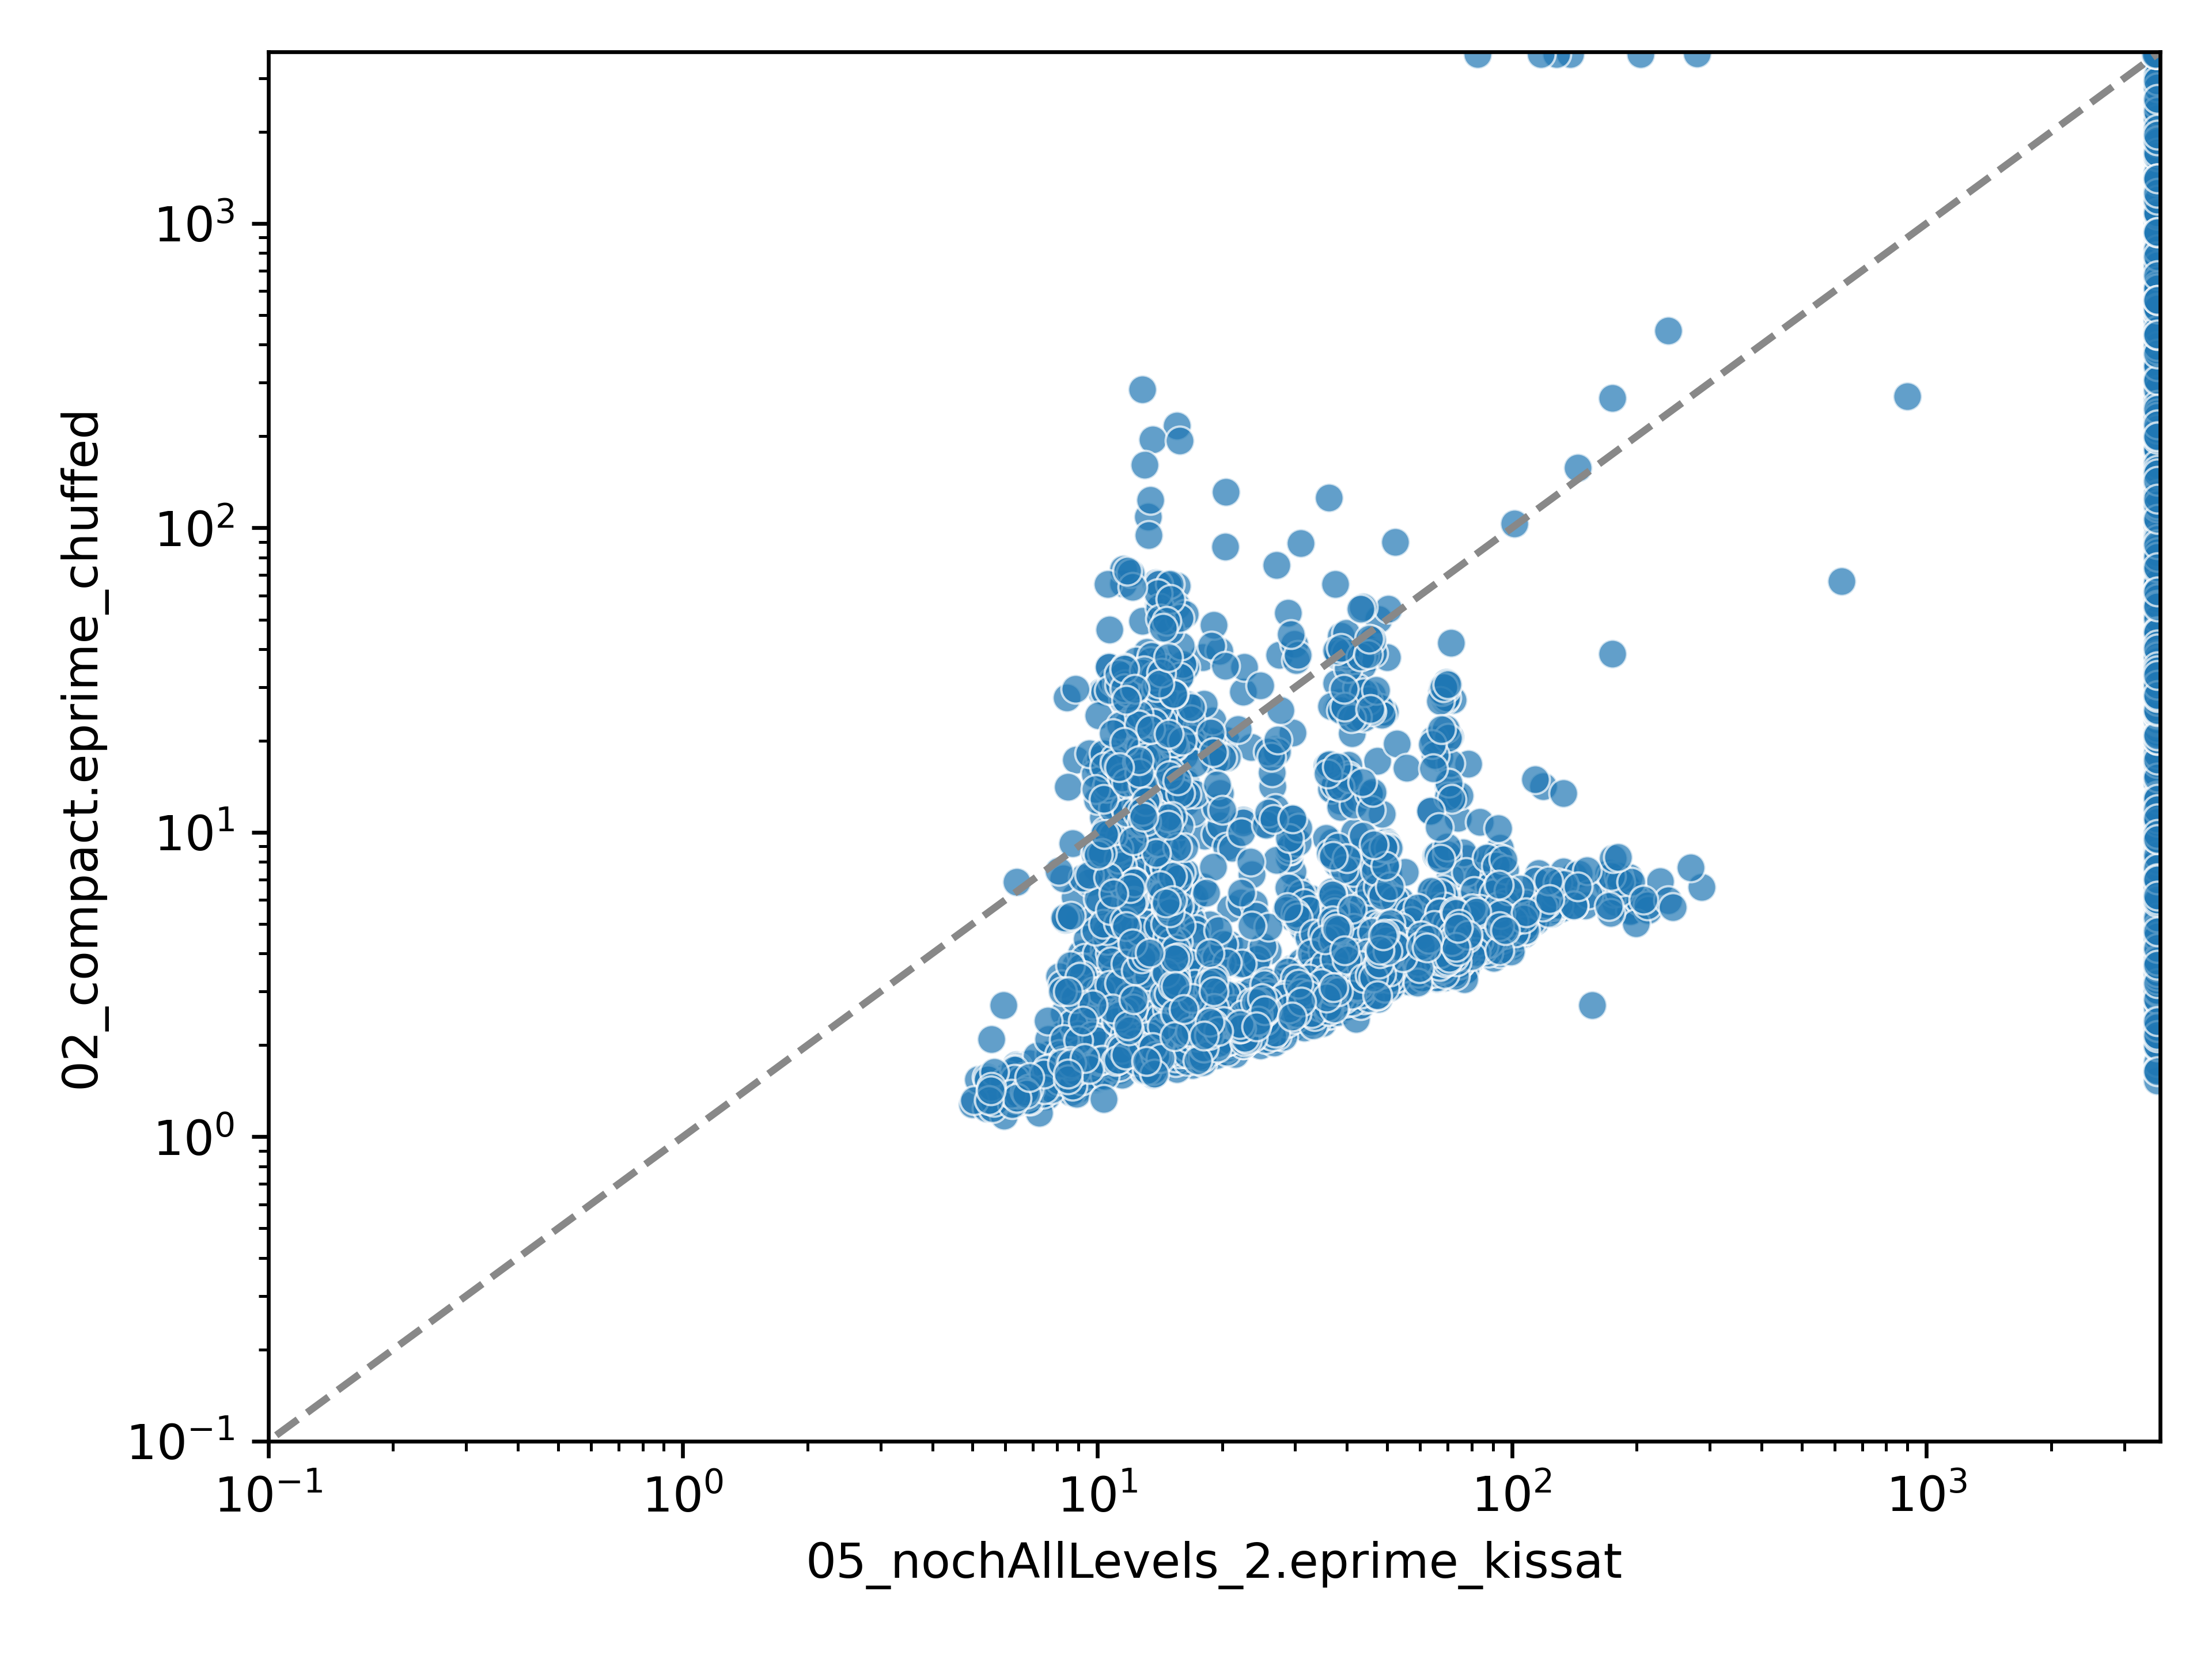 10³
10²
10¹
10⁰
10⁻¹
02_compact.eprime_chuffed
10⁻¹ 10⁰ 10¹ 10² 10³
05_nochAllLevels_2.eprime_kissat